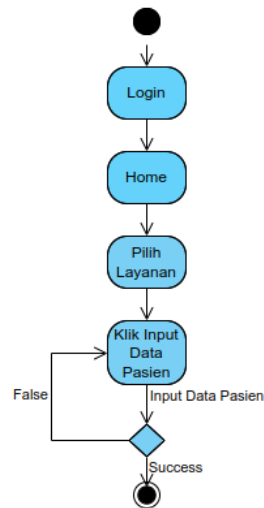 Login
Home
Pilih
Layanan
Klik Input
Data
Pasien
False
Input Data Pasien
Success